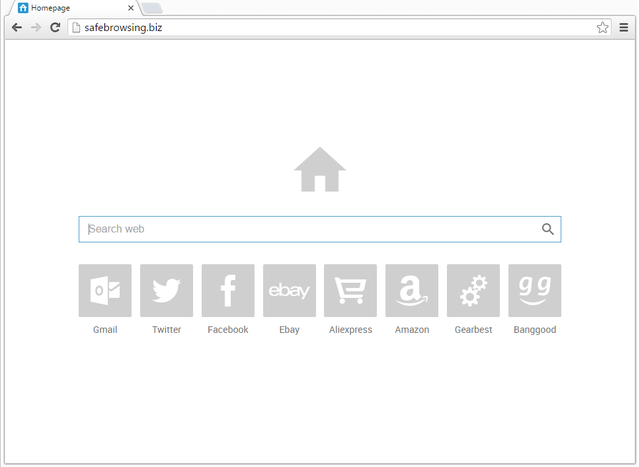 Homepage
safebrowsing.biz
Search web
ebay
a
gg
Gmail Twitter Facebook Ebay Aliexpress Amazon Gearbest Banggood